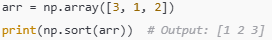 arr = np.array([3, 1, 2])
print(np.sort(arr))  # Output: [1 2 3]